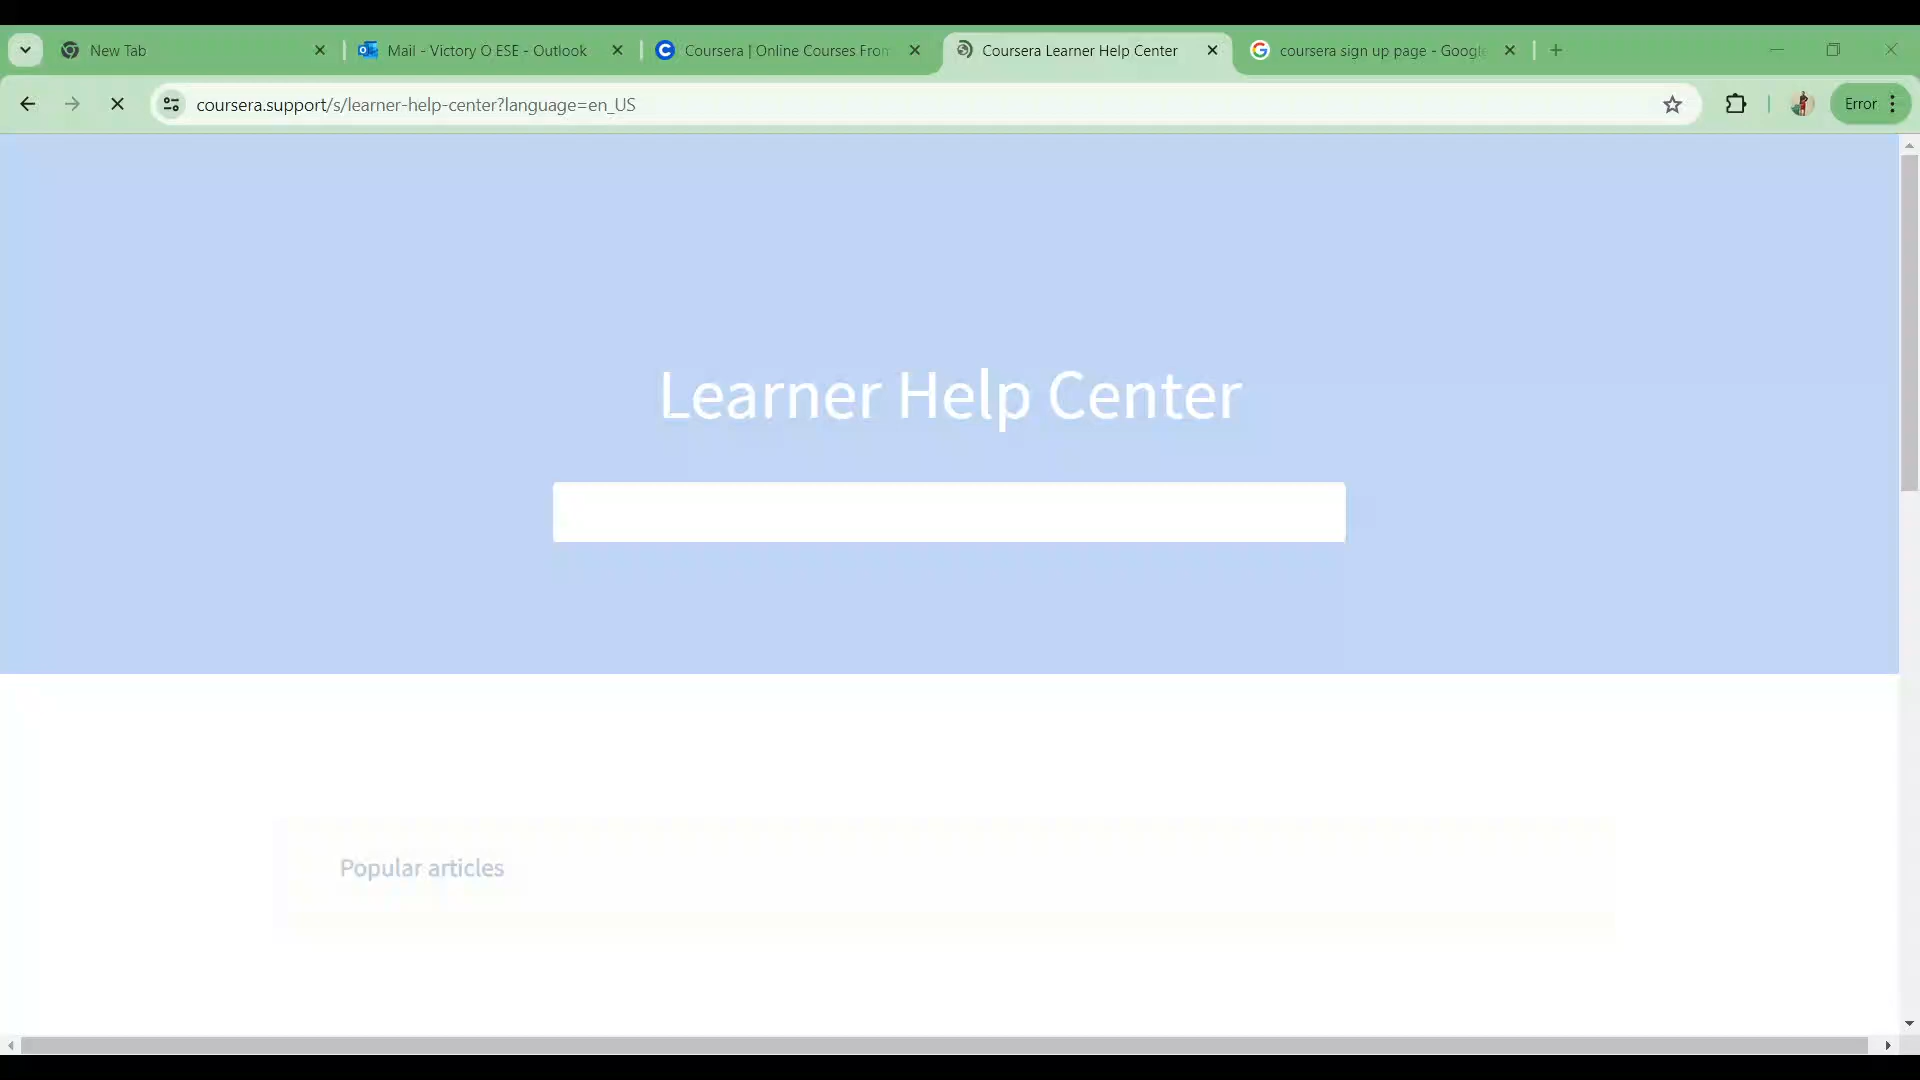 New Tab
Mail - Victory O ESE - Outlook
Coursera | Online Courses From
Coursera Learner Help Center
coursera sign up page - Google
coursera.support/s/learner-help-center?language=en_US
Error
Learner Help Center
Popular articles